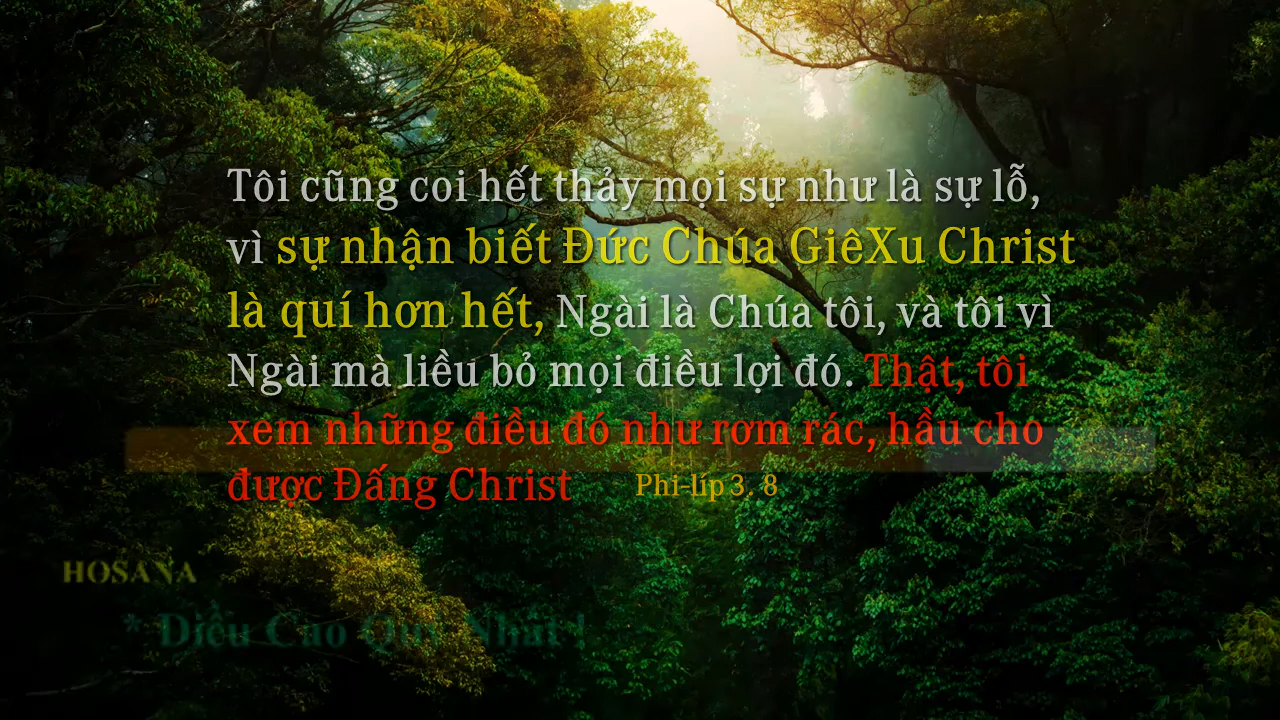 Tôi cũng coi hết thảy mọi sự như là sự lỗ,
vì sự nhận biết Đức Chúa GiêXu Christ
là quí hơn hết, Ngài là Chúa tôi, và tôi vì
Ngài mà liều bỏ mọi điều lợi đó. Thật, tôi
xem những điều đó như rơm rác, hầu cho
được Đấng Christ Phi-líp 3. 8
HOSANA
* Điều Cao Quý Nhất !